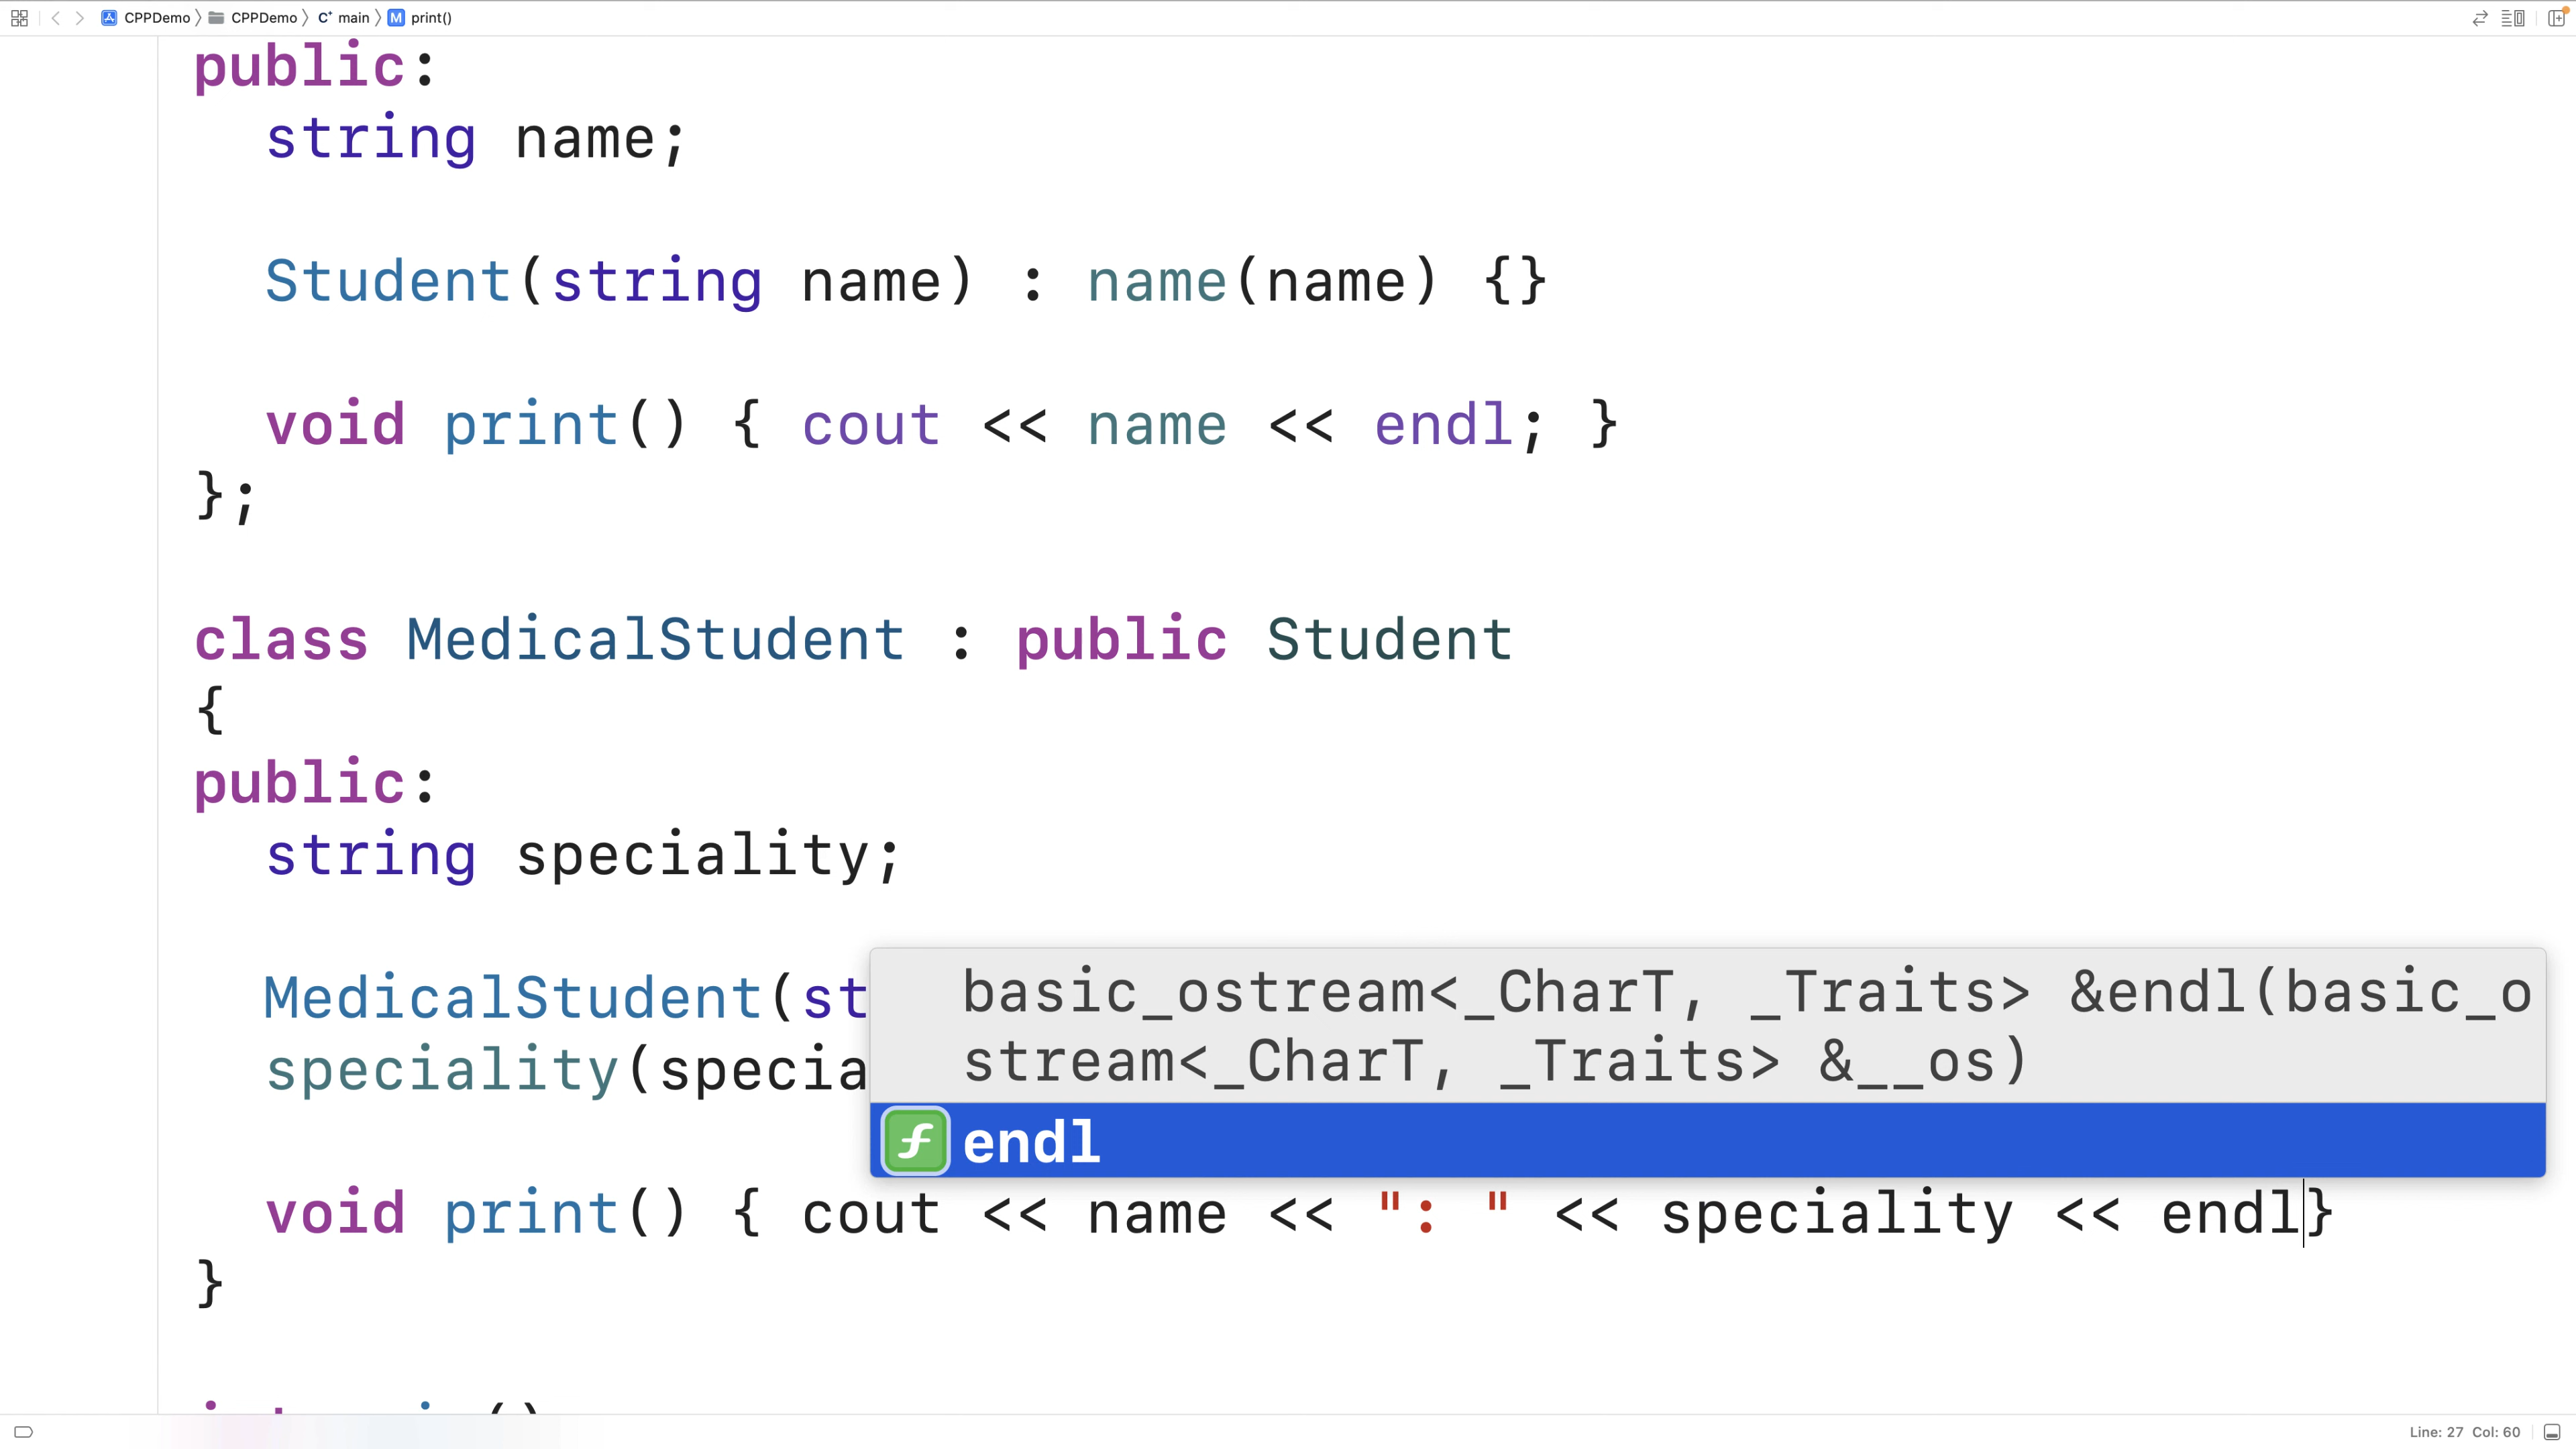 CPPDemo CPPDemo main print()
public:
string name;
Student(string name) : name(name) {}
void print() { cout << name << endl; }
};
class MedicalStudent : public Student
{
public:
string speciality;
MedicalStudent(st
speciality(specia
basic_ostream<_CharT, _Traits> &endl(basic_o
stream<_CharT, _Traits> &__os)
endl
void print() { cout << name << ": " << speciality << endl}
}
Line: 27 Col: 60